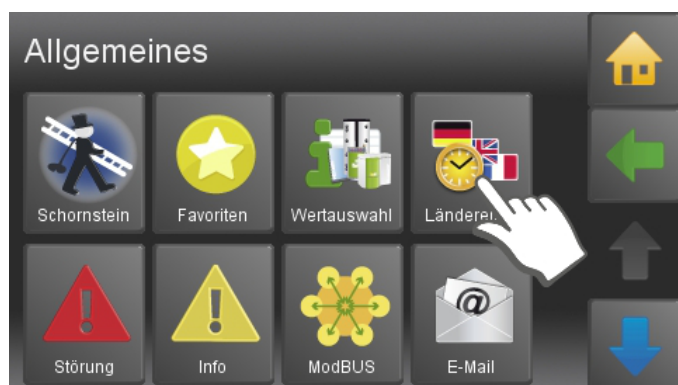 Allgemeines
Schornstein
Favoriten
Wertauswahl
Störung
Info
ModBUS
@
E-Mail